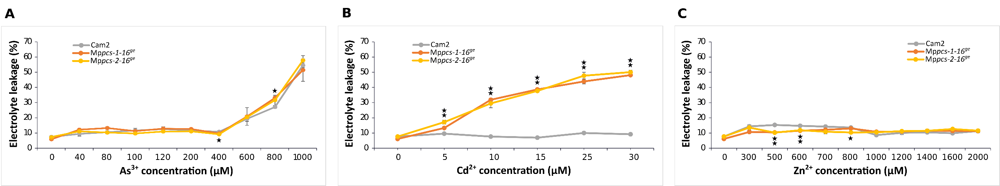 A
Electrolyte leakage (%)
70
60
50
40
30
20
10
0
Cam2
Mppcs-1-16ge
Mppcs-2-16ge
0 40 80 100 120 200 400 600 800 1000
As3+ concentration (µM)
B
Electrolyte leakage (%)
70
60
50
40
30
20
10
0
Cam2
Mppcs-1-16ge
Mppcs-2-16ge
0 5 10 15 25 30
Cd2+ concentration (µM)
C
Electrolyte leakage (%)
70
60
50
40
30
20
10
0
Cam2
Mppcs-1-16ge
Mppcs-2-16ge
0 300 500 600 700 800 1000 1200 1400 1600 2000
Zn2+ concentration (µM)